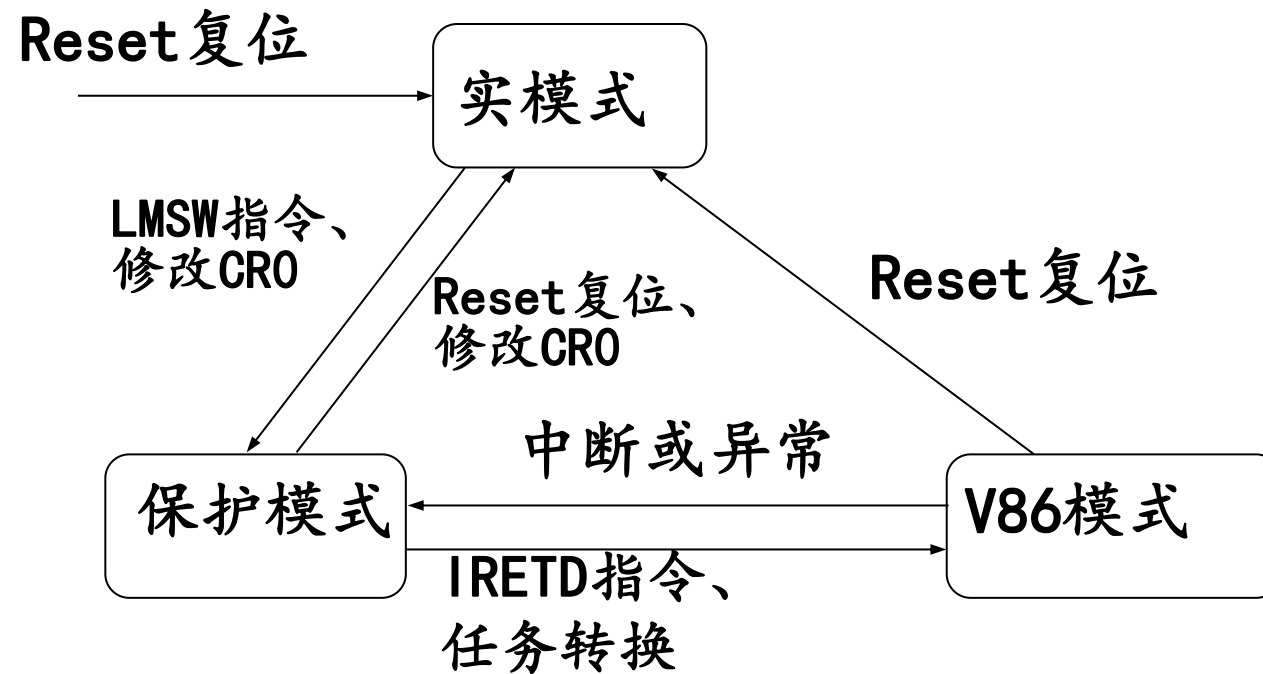 Reset复位
实模式
LMSW指令、
修改CR0
Reset复位、
修改CR0
Reset复位
中断或异常
保护模式
V86模式
IRETD指令、
任务转换